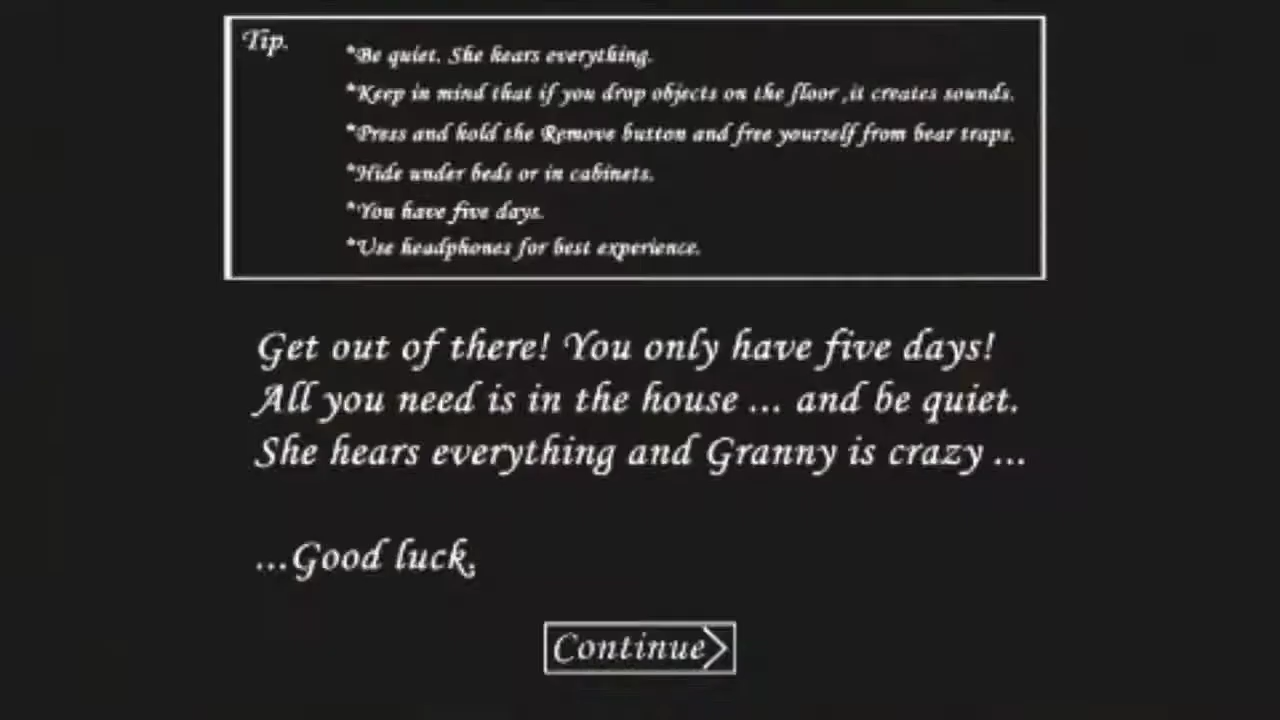 Tip.
*Be quiet. She hears everything.
*Keep in mind that if you drop objects on the floor ,it creates sounds.
*Press and hold the Remove button and free yourself from bear traps.
*Hide under beds or in cabinets.
*You have five days.
*Use headphones for best experience.
Get out of there! You only have five days!
All you need is in the house ... and be quiet.
She hears everything and Granny is crazy ...
...Good luck.
Continue>